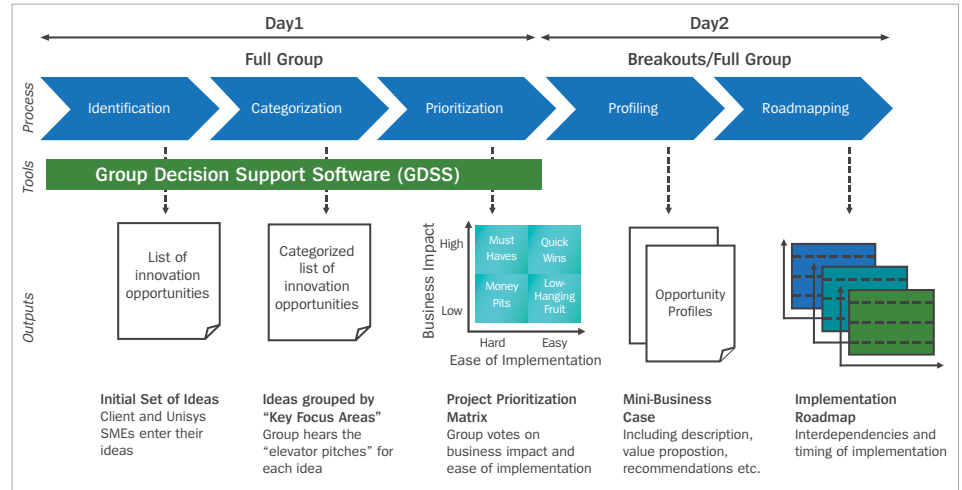 Day1
Day2
Full Group
Breakouts/Full Group
Process
Identification
Categorization
Prioritization
Profiling
Roadmapping
Tools
Group Decision Support Software (GDSS)
Outputs
List of
innovation
opportunities
Categorized
list of
innovation
opportunities
Business Impact
High
Low
Must
Haves
Quick
Wins
Money
Pits
Low-
Hanging
Fruit
Hard
Easy
Ease of Implementation
Opportunity
Profiles
Initial Set of Ideas
Client and Unisys
SMEs enter their
ideas
Ideas grouped by
“Key Focus Areas”
Group hears the
“elevator pitches” for
each idea
Project Prioritization
Matrix
Group votes on
business impact and
ease of implementation
Mini-Business
Case
Including description,
value propostion,
recommendations etc.
Implementation
Roadmap
Interdependencies and
timing of implementation